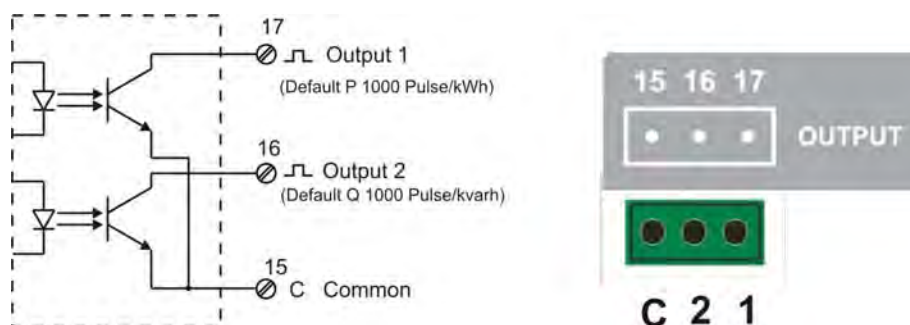 17
Output 1
(Default P 1000 Pulse/kWh)
16
Output 2
(Default Q 1000 Pulse/kvarh)
15
C Common
15 16 17
OUTPUT
C 2 1